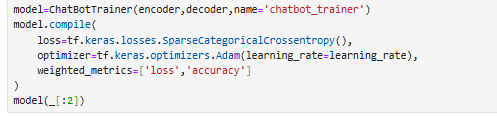 model=ChatBotTrainer(encoder,decoder,name='chatbot_trainer')
model.compile(
    loss=tf.keras.losses.SparseCategoricalCrossentropy(),
    optimizer=tf.keras.optimizers.Adam(learning_rate=learning_rate),
    weighted_metrics=['loss','accuracy']
)
model(_[:2])